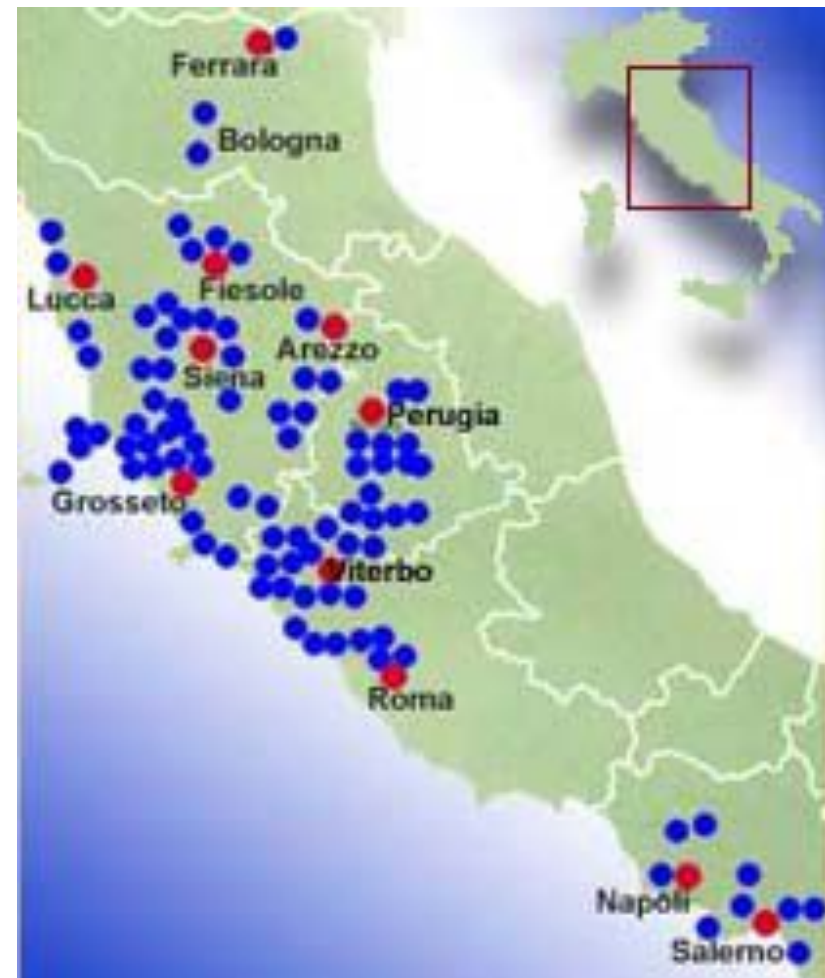 Ferrara
Bologna
Fiesole
Lucca
Arezzo
Siena
Perugia
Grosseto
Viterbo
Roma
Napoli
Salerno